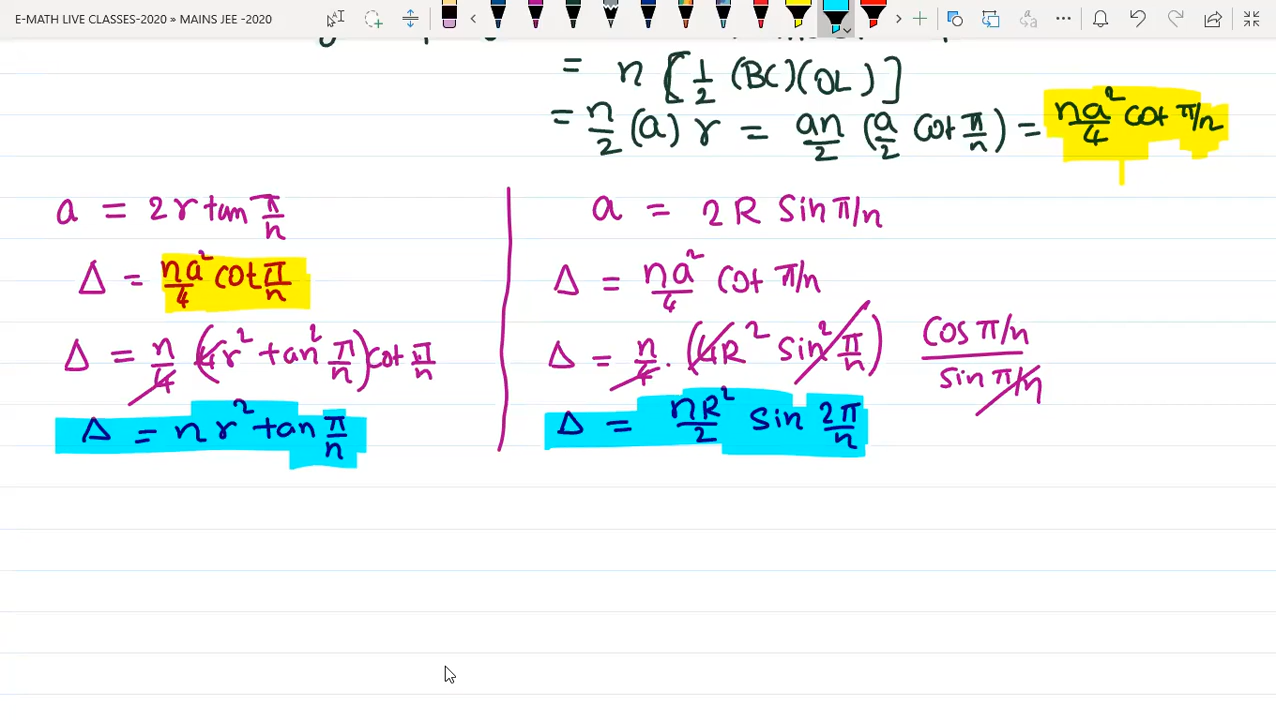 E-MATH LIVE CLASSES-2020 » MAINS JEE -2020
= n [ 1/2 (BC)(OL) ]
= n/2 (a) r = an/2 (a/2 cot π/n) = na²/4 cot π/n
a = 2r tan π/n
Δ = na²/4 cot π/n
Δ = n/4 (4r² tan² π/n) cot π/n
Δ = nr² tan π/n
a = 2R Sin π/n
Δ = na²/4 cot π/n
Δ = n/4 · (4R² sin² π/n) cos π/n / sin π/n
Δ = nR²/2 sin 2π/n